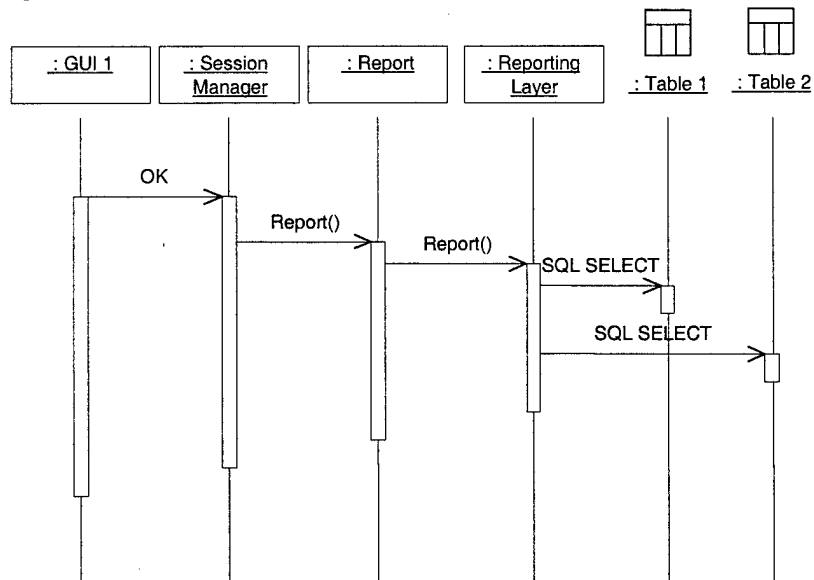 : GUI 1
: Session
Manager
: Report
: Reporting
Layer
: Table 1
: Table 2
OK
Report()
Report()
SQL SELECT
SQL SELECT